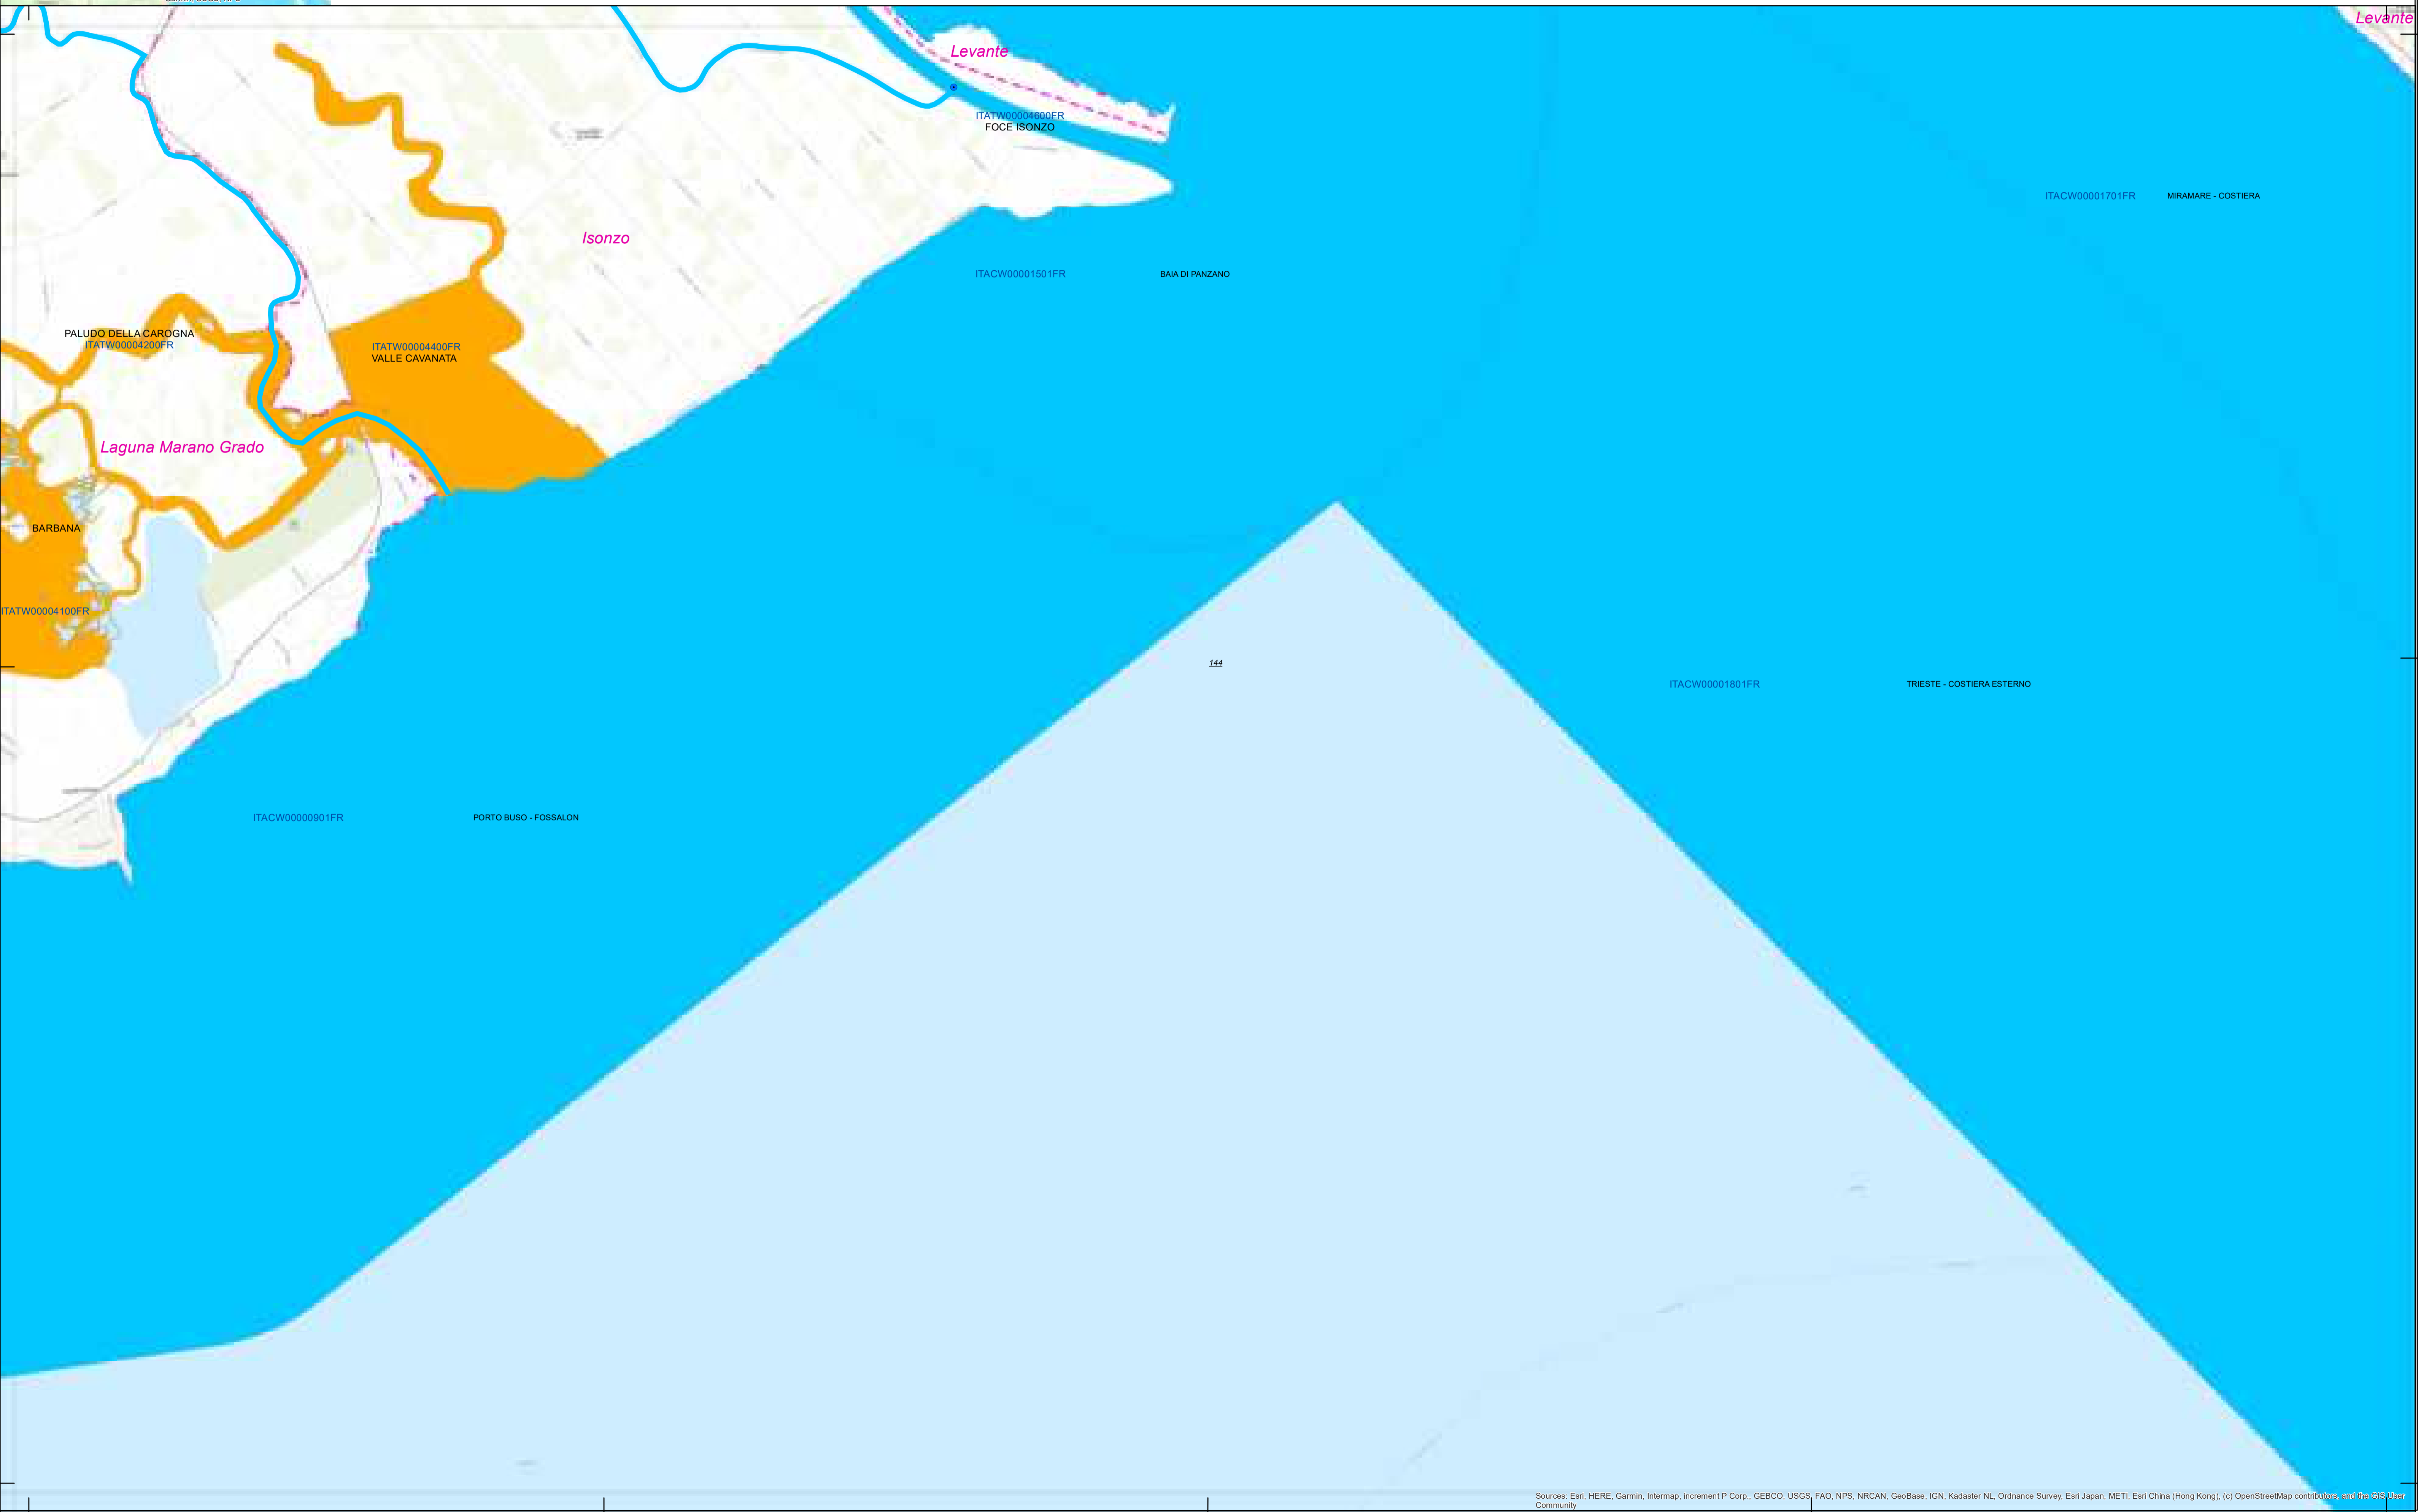 Levante
Levante
ITATW00004600FR
FOCE ISONZO
ITACW00001701FR
MIRAMARE - COSTIERA
Isonzo
ITACW00001501FR
BAIA DI PANZANO
PALUDO DELLA CAROGNA
ITATW00004200FR
ITATW00004400FR
VALLE CAVANATA
Laguna Marano Grado
BARBANA
ITATW00004100FR
144
ITACW00001801FR
TRIESTE - COSTIERA ESTERNO
ITACW00000901FR
PORTO BUSO - FOSSALON
Sources: Esri, HERE, Garmin, Intermap, increment P Corp., GEBCO, USGS, FAO, NPS, NRCAN, GeoBase, IGN, Kadaster NL, Ordnance Survey, Esri Japan, METI, Esri China (Hong Kong), (c) OpenStreetMap contributors, and the GIS User
Community